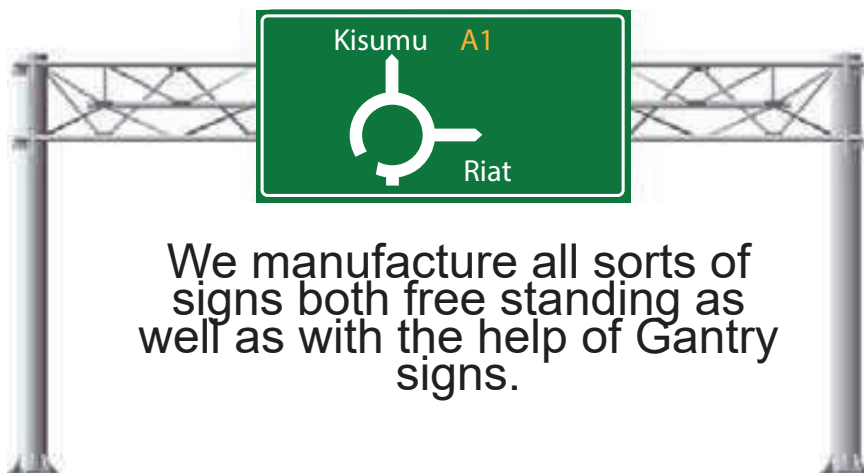 Kisumu A1
Riat
We manufacture all sorts of
signs both free standing as
well as with the help of Gantry
signs.